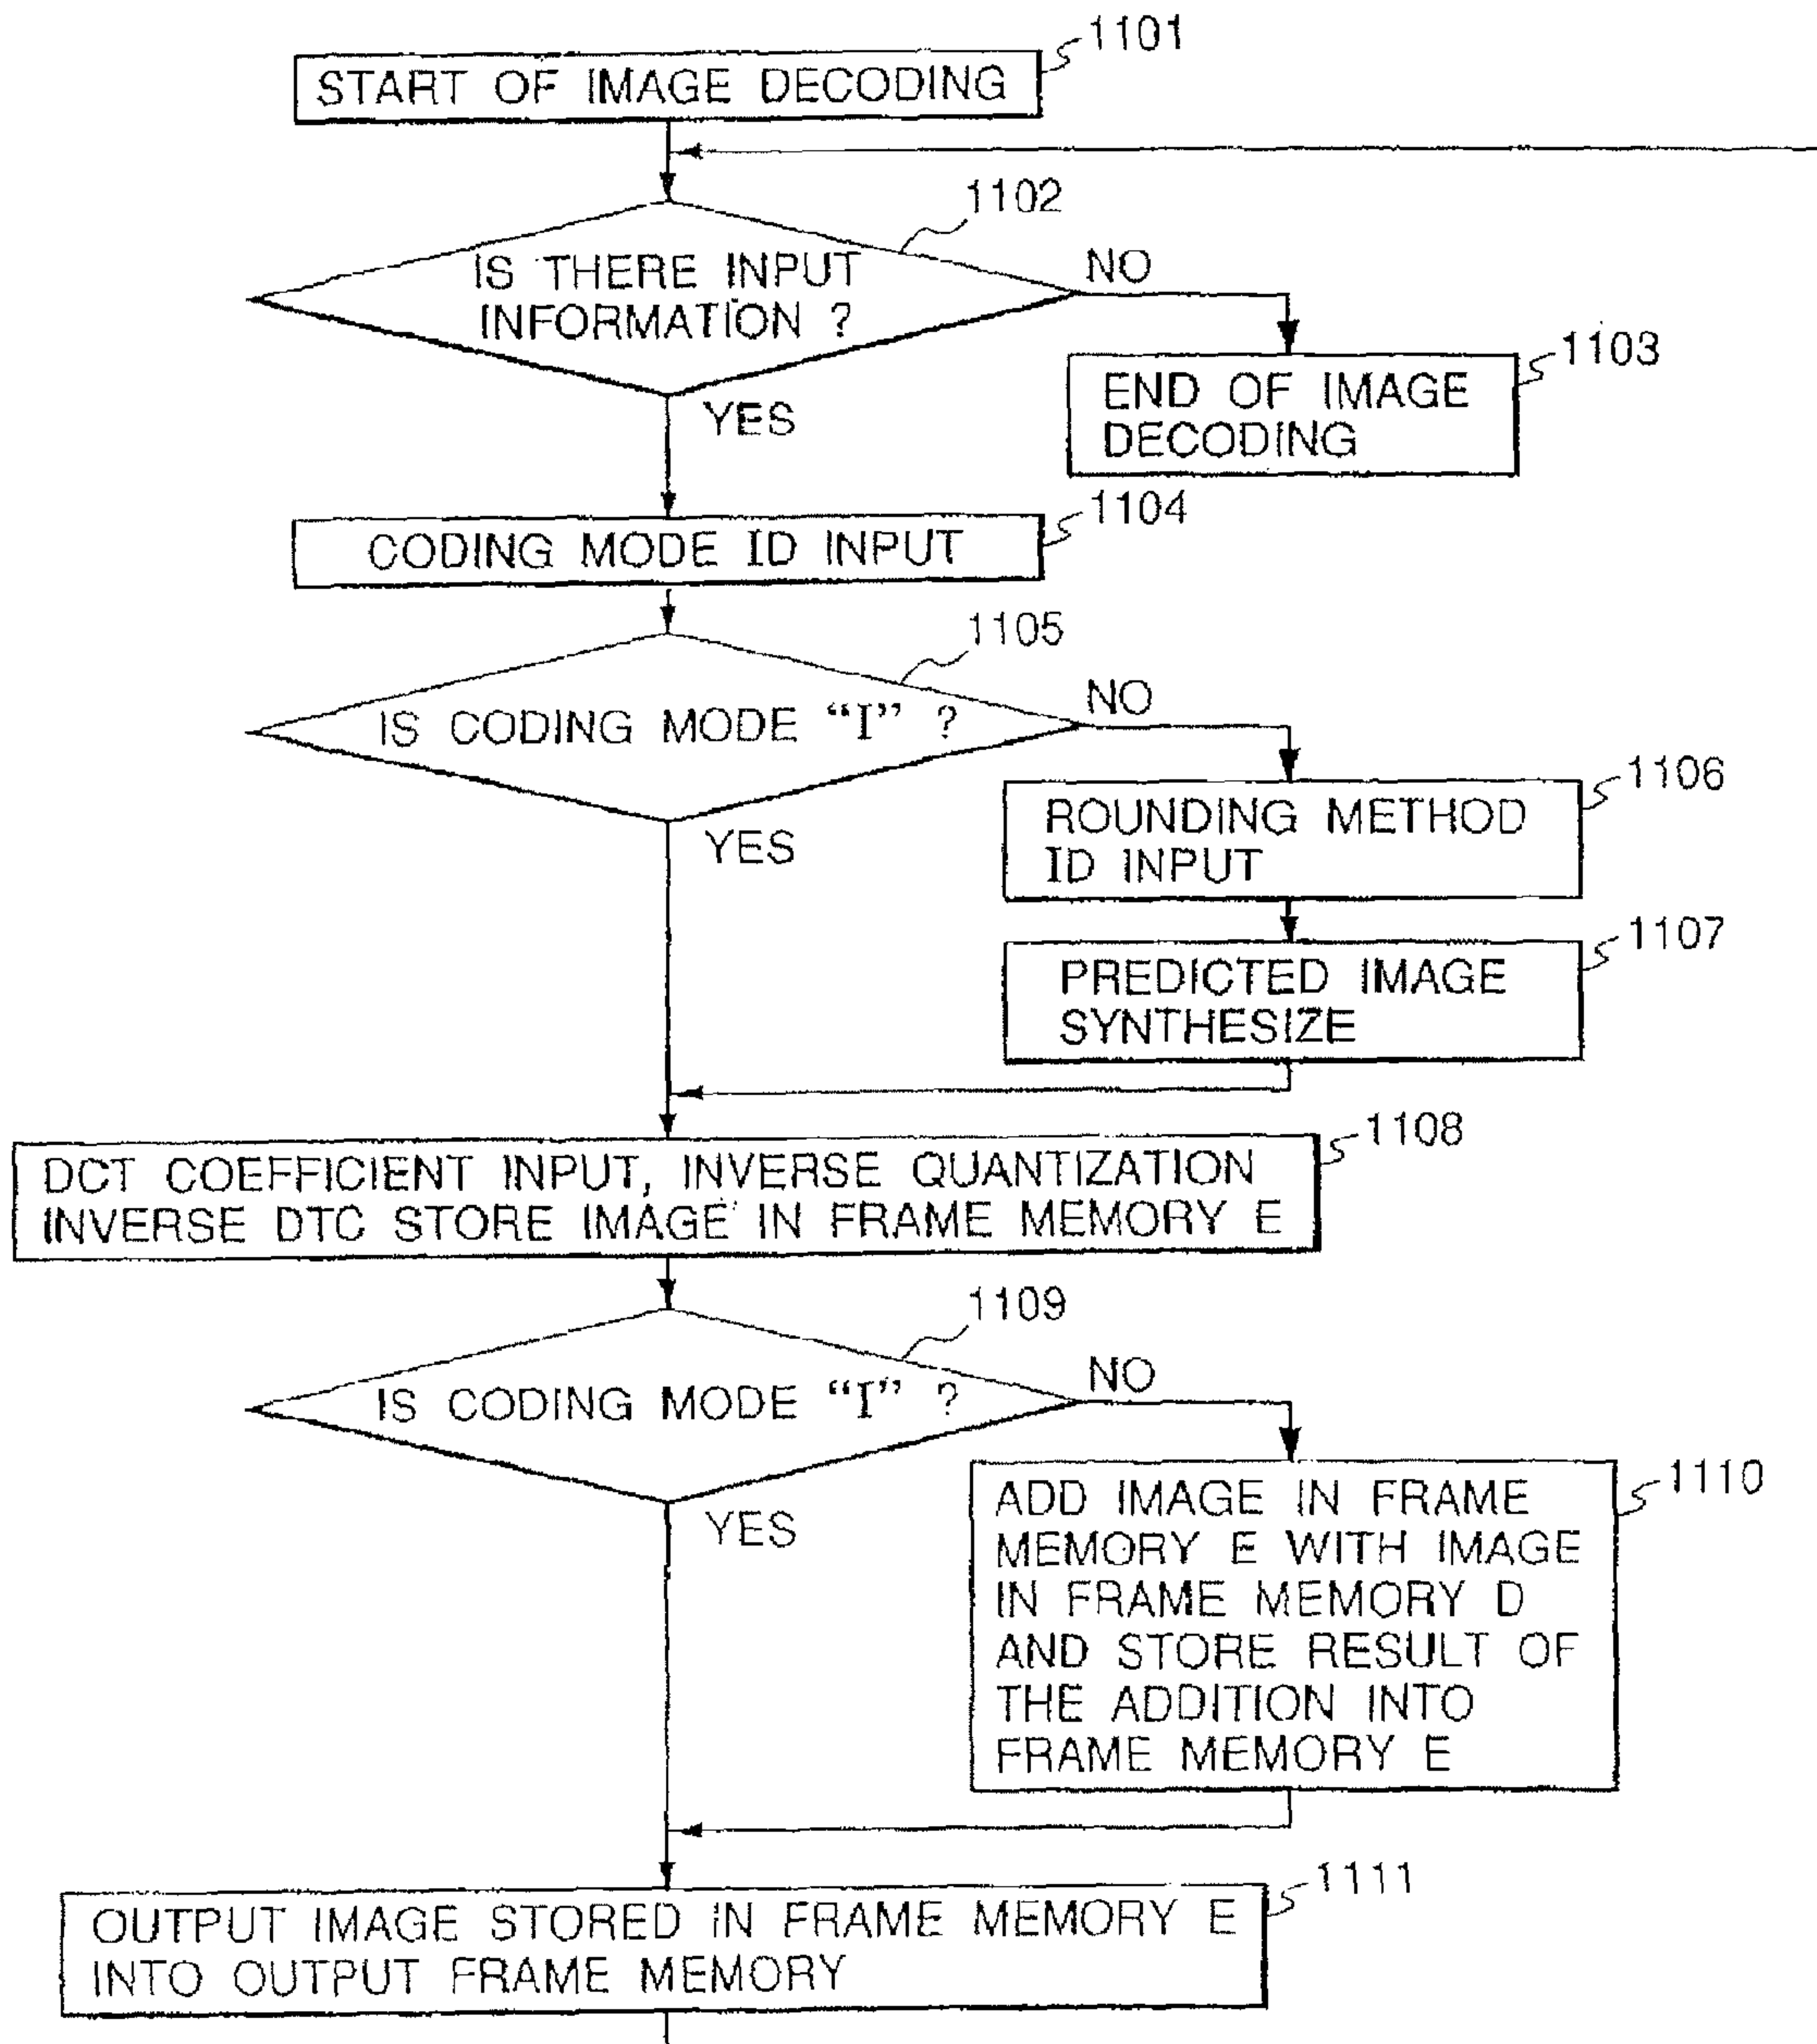 1101
START OF IMAGE DECODING
1102
IS THERE INPUT
INFORMATION ?
NO
1103
END OF IMAGE
DECODING
YES
1104
CODING MODE ID INPUT
1105
IS CODING MODE “I” ?
NO
1106
ROUNDING METHOD
ID INPUT
YES
1107
PREDICTED IMAGE
SYNTHESIZE
1108
DCT COEFFICIENT INPUT, INVERSE QUANTIZATION
INVERSE DTC STORE IMAGE IN FRAME MEMORY E
1109
IS CODING MODE “I” ?
NO
1110
ADD IMAGE IN FRAME
MEMORY E WITH IMAGE
IN FRAME MEMORY D
AND STORE RESULT OF
THE ADDITION INTO
FRAME MEMORY E
YES
1111
OUTPUT IMAGE STORED IN FRAME MEMORY E
INTO OUTPUT FRAME MEMORY